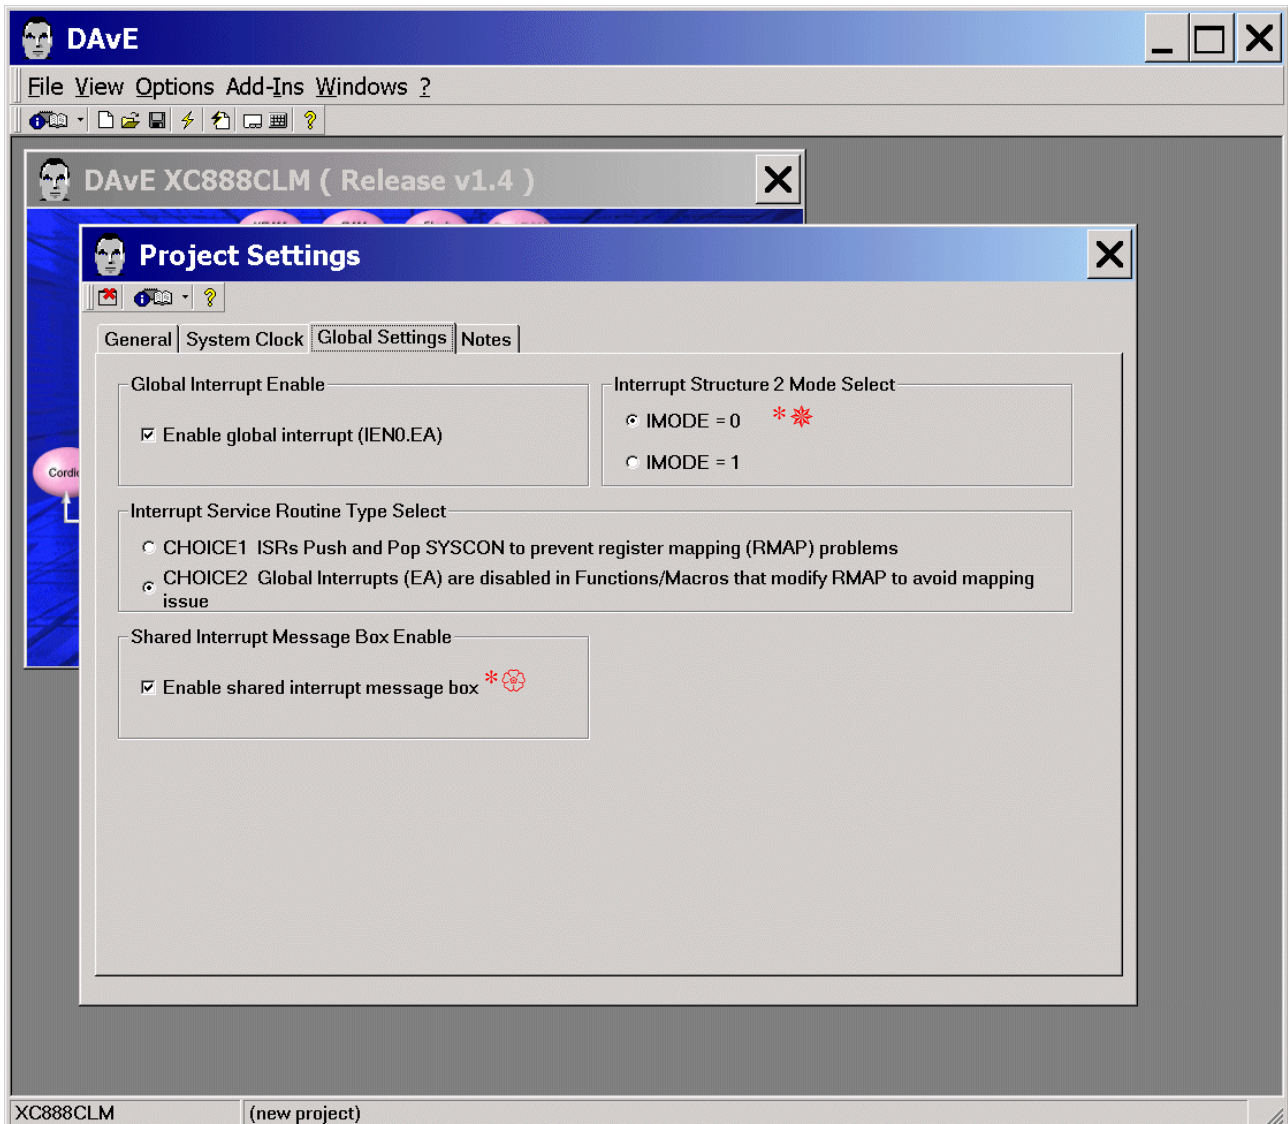 DAvE
File View Options Add-Ins Windows ?
DAvE XC888CLM ( Release v1.4 )
Project Settings
General System Clock Global Settings Notes
Global Interrupt Enable
Enable global interrupt (IEN0.EA)
Interrupt Structure 2 Mode Select
IMODE = 0 *
IMODE = 1
Interrupt Service Routine Type Select
CHOICE1 ISRs Push and Pop SYSCON to prevent register mapping (RMAP) problems
CHOICE2 Global Interrupts (EA) are disabled in Functions/Macros that modify RMAP to avoid mapping
issue
Shared Interrupt Message Box Enable
Enable shared interrupt message box *
XC888CLM (new project)